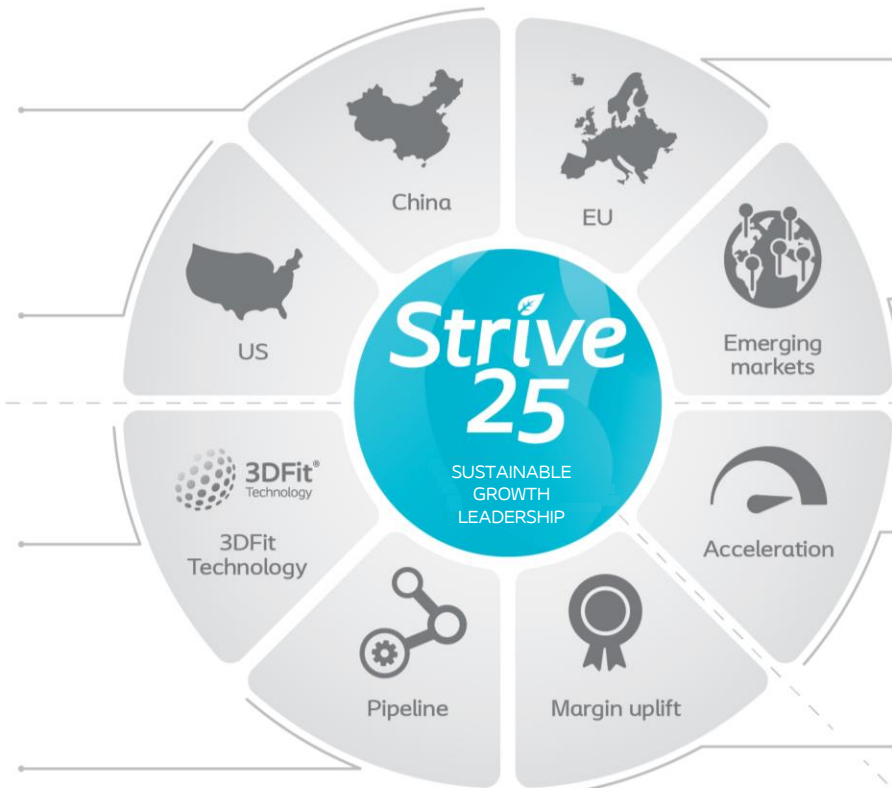 China
EU
US
Emerging
markets
Strive
25
SUSTAINABLE
GROWTH
LEADERSHIP
3DFit®
Technology
3DFit
Technology
Acceleration
Pipeline
Margin uplift